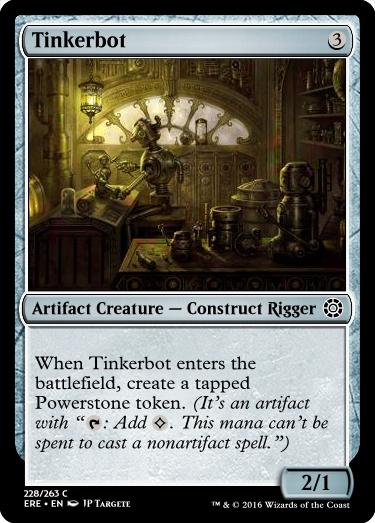 Tinkerbot 3
Artifact Creature — Construct Rigger
When Tinkerbot enters the
battlefield, create a tapped
Powerstone token. (It's an artifact
with “: Add . This mana can't be
spent to cast a nonartifact spell.”)
2/1
228/263 C
ERE • EN JP Targete
™ & © 2016 Wizards of the Coast